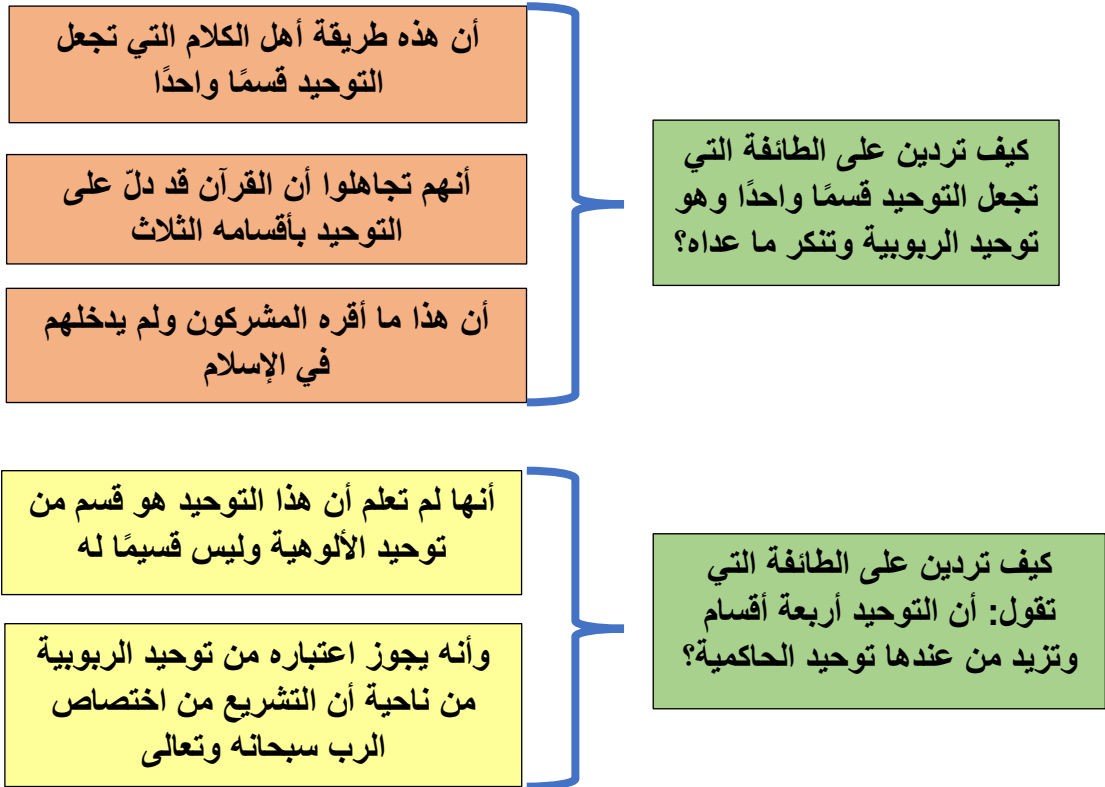 كيف تردين على الطائفة التي
تجعل التوحيد قسمًا واحدًا وهو
توحيد الربوبية وتنكر ما عداه؟
أن هذه طريقة أهل الكلام التي تجعل
التوحيد قسمًا واحدًا
أنهم تجاهلوا أن القرآن قد دلّ على
التوحيد بأقسامه الثلاث
أن هذا ما أقره المشركون ولم يدخلهم
في الإسلام
كيف تردين على الطائفة التي
تقول: أن التوحيد أربعة أقسام
وتزيد من عندها توحيد الحاكمية؟
أنها لم تعلم أن هذا التوحيد هو قسم من
توحيد الألوهية وليس قسيمًا له
وأنه يجوز اعتباره من توحيد الربوبية
من ناحية أن التشريع من اختصاص
الرب سبحانه وتعالى